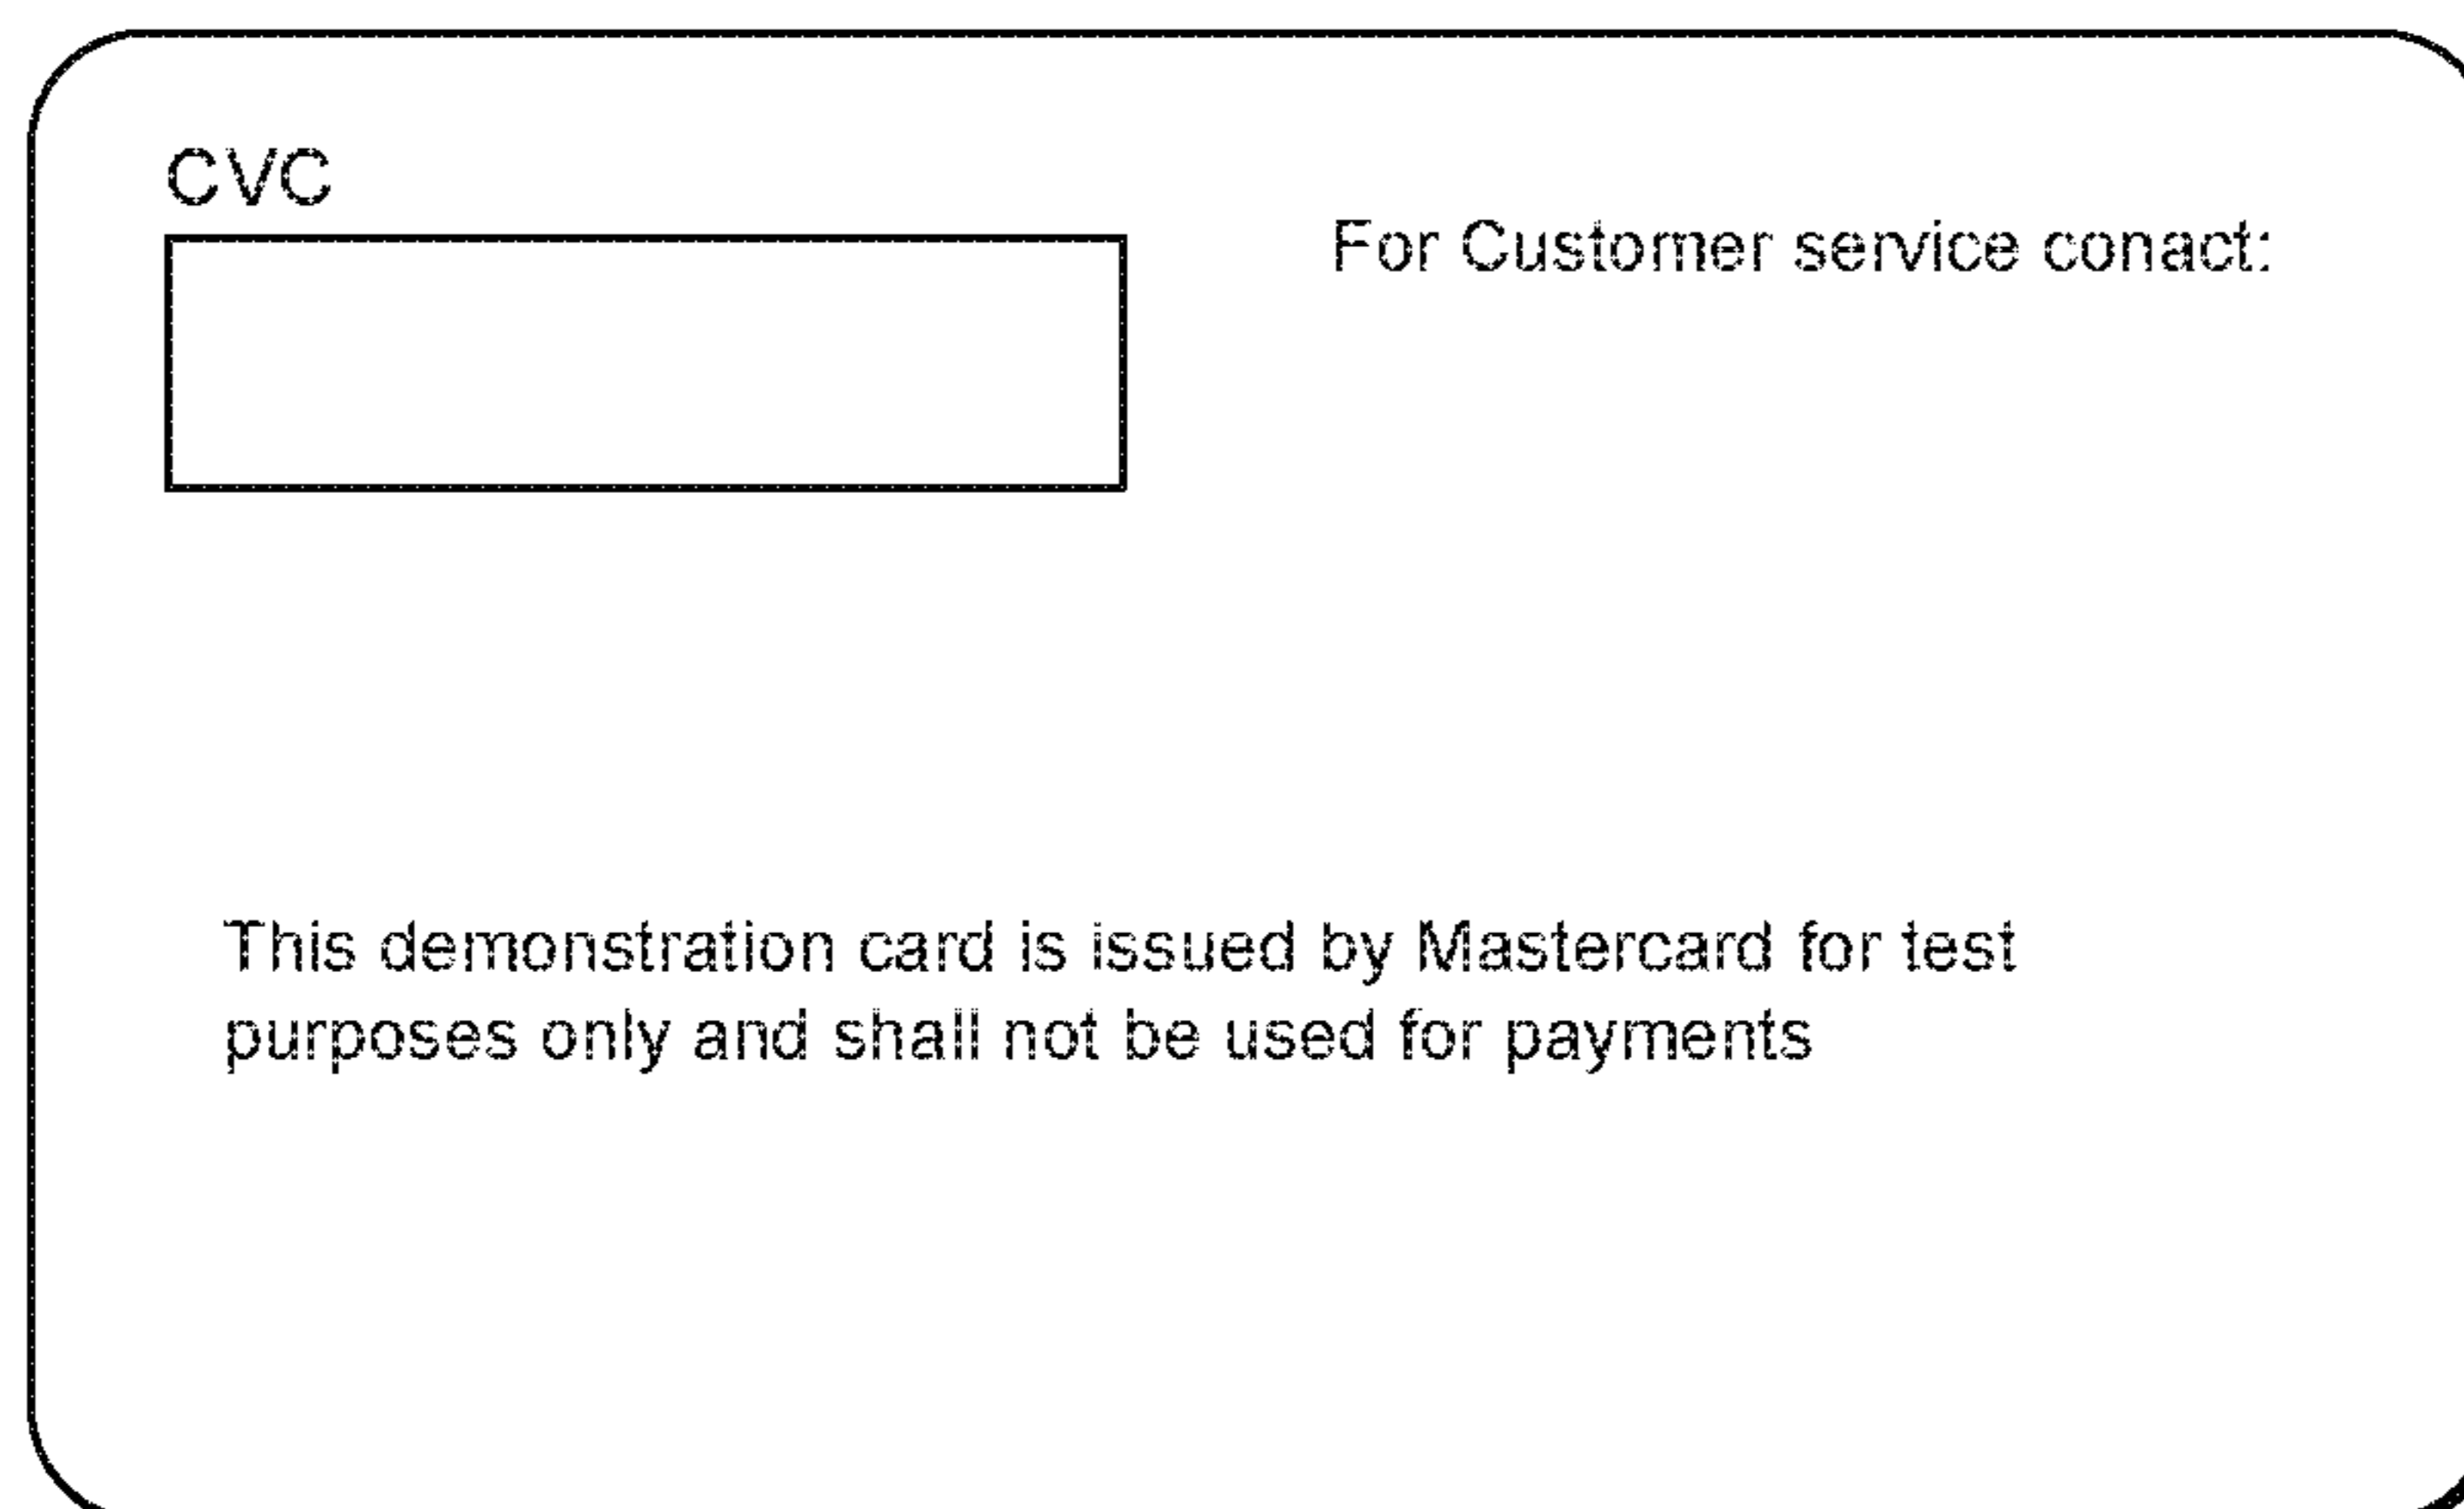 CVC
For Customer service conact:
This demonstration card is issued by Mastercard for test
purposes only and shall not be used for payments